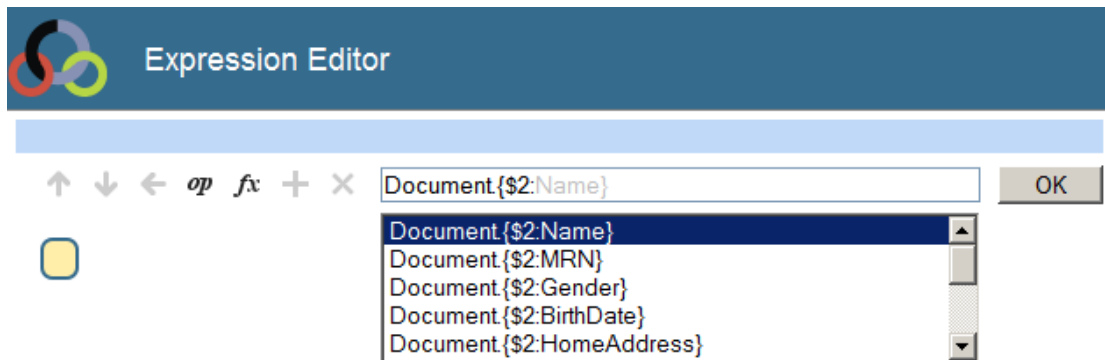 Expression Editor
op fx Document.{$2:Name} OK
Document.{$2:Name}
Document.{$2:MRN}
Document.{$2:Gender}
Document.{$2:BirthDate}
Document.{$2:HomeAddress}